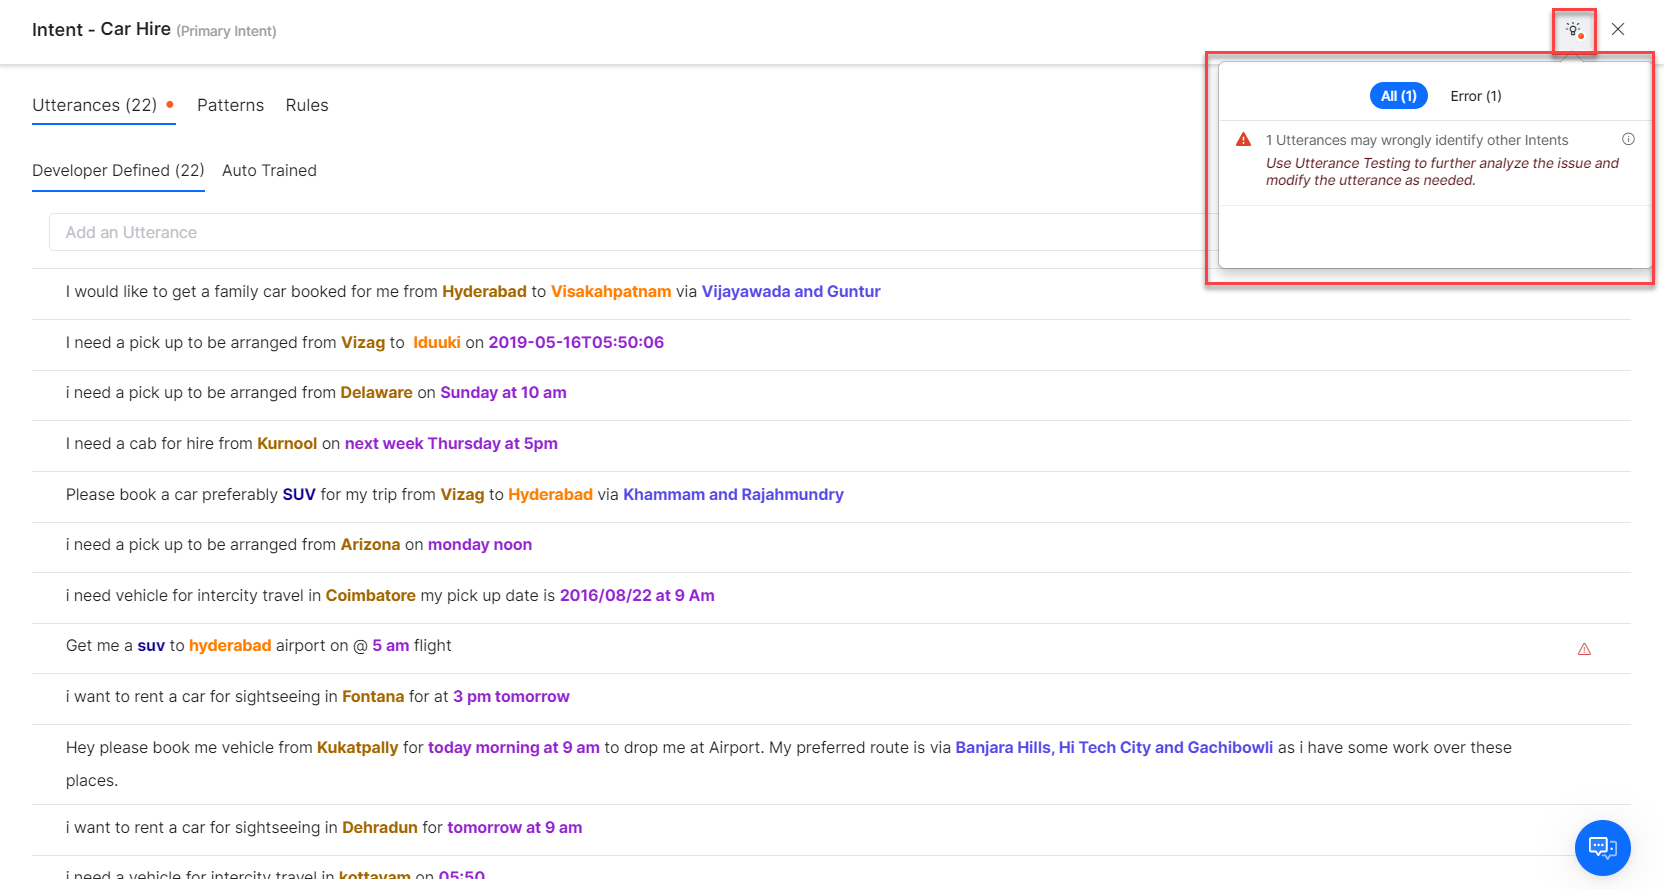 Intent - Car Hire (Primary Intent)
Utterances (22)
Patterns
Rules
All (1)
Error (1)
1 Utterances may wrongly identify other Intents
Use Utterance Testing to further analyze the issue and
modify the utterance as needed.
Developer Defined (22)
Auto Trained
Add an Utterance
I would like to get a family car booked for me from Hyderabad to Visakahpatnam via Vijayawada and Guntur
I need a pick up to be arranged from Vizag to Iduuki on 2019-05-16T05:50:06
i need a pick up to be arranged from Delaware on Sunday at 10 am
I need a cab for hire from Kurnool on next week Thursday at 5pm
Please book a car preferably SUV for my trip from Vizag to Hyderabad via Khammam and Rajahmundry
i need a pick up to be arranged from Arizona on monday noon
i need vehicle for intercity travel in Coimbatore my pick up date is 2016/08/22 at 9 Am
Get me a suv to hyderabad airport on @ 5 am flight
i want to rent a car for sightseeing in Fontana for at 3 pm tomorrow
Hey please book me vehicle from Kukatpally for today morning at 9 am to drop me at Airport. My preferred route is via Banjara Hills, Hi Tech City and Gachibowli as i have some work over these
places.
i want to rent a car for sightseeing in Dehradun for tomorrow at 9 am
i need a vehicle for intercity travel in kottayam on 05:50